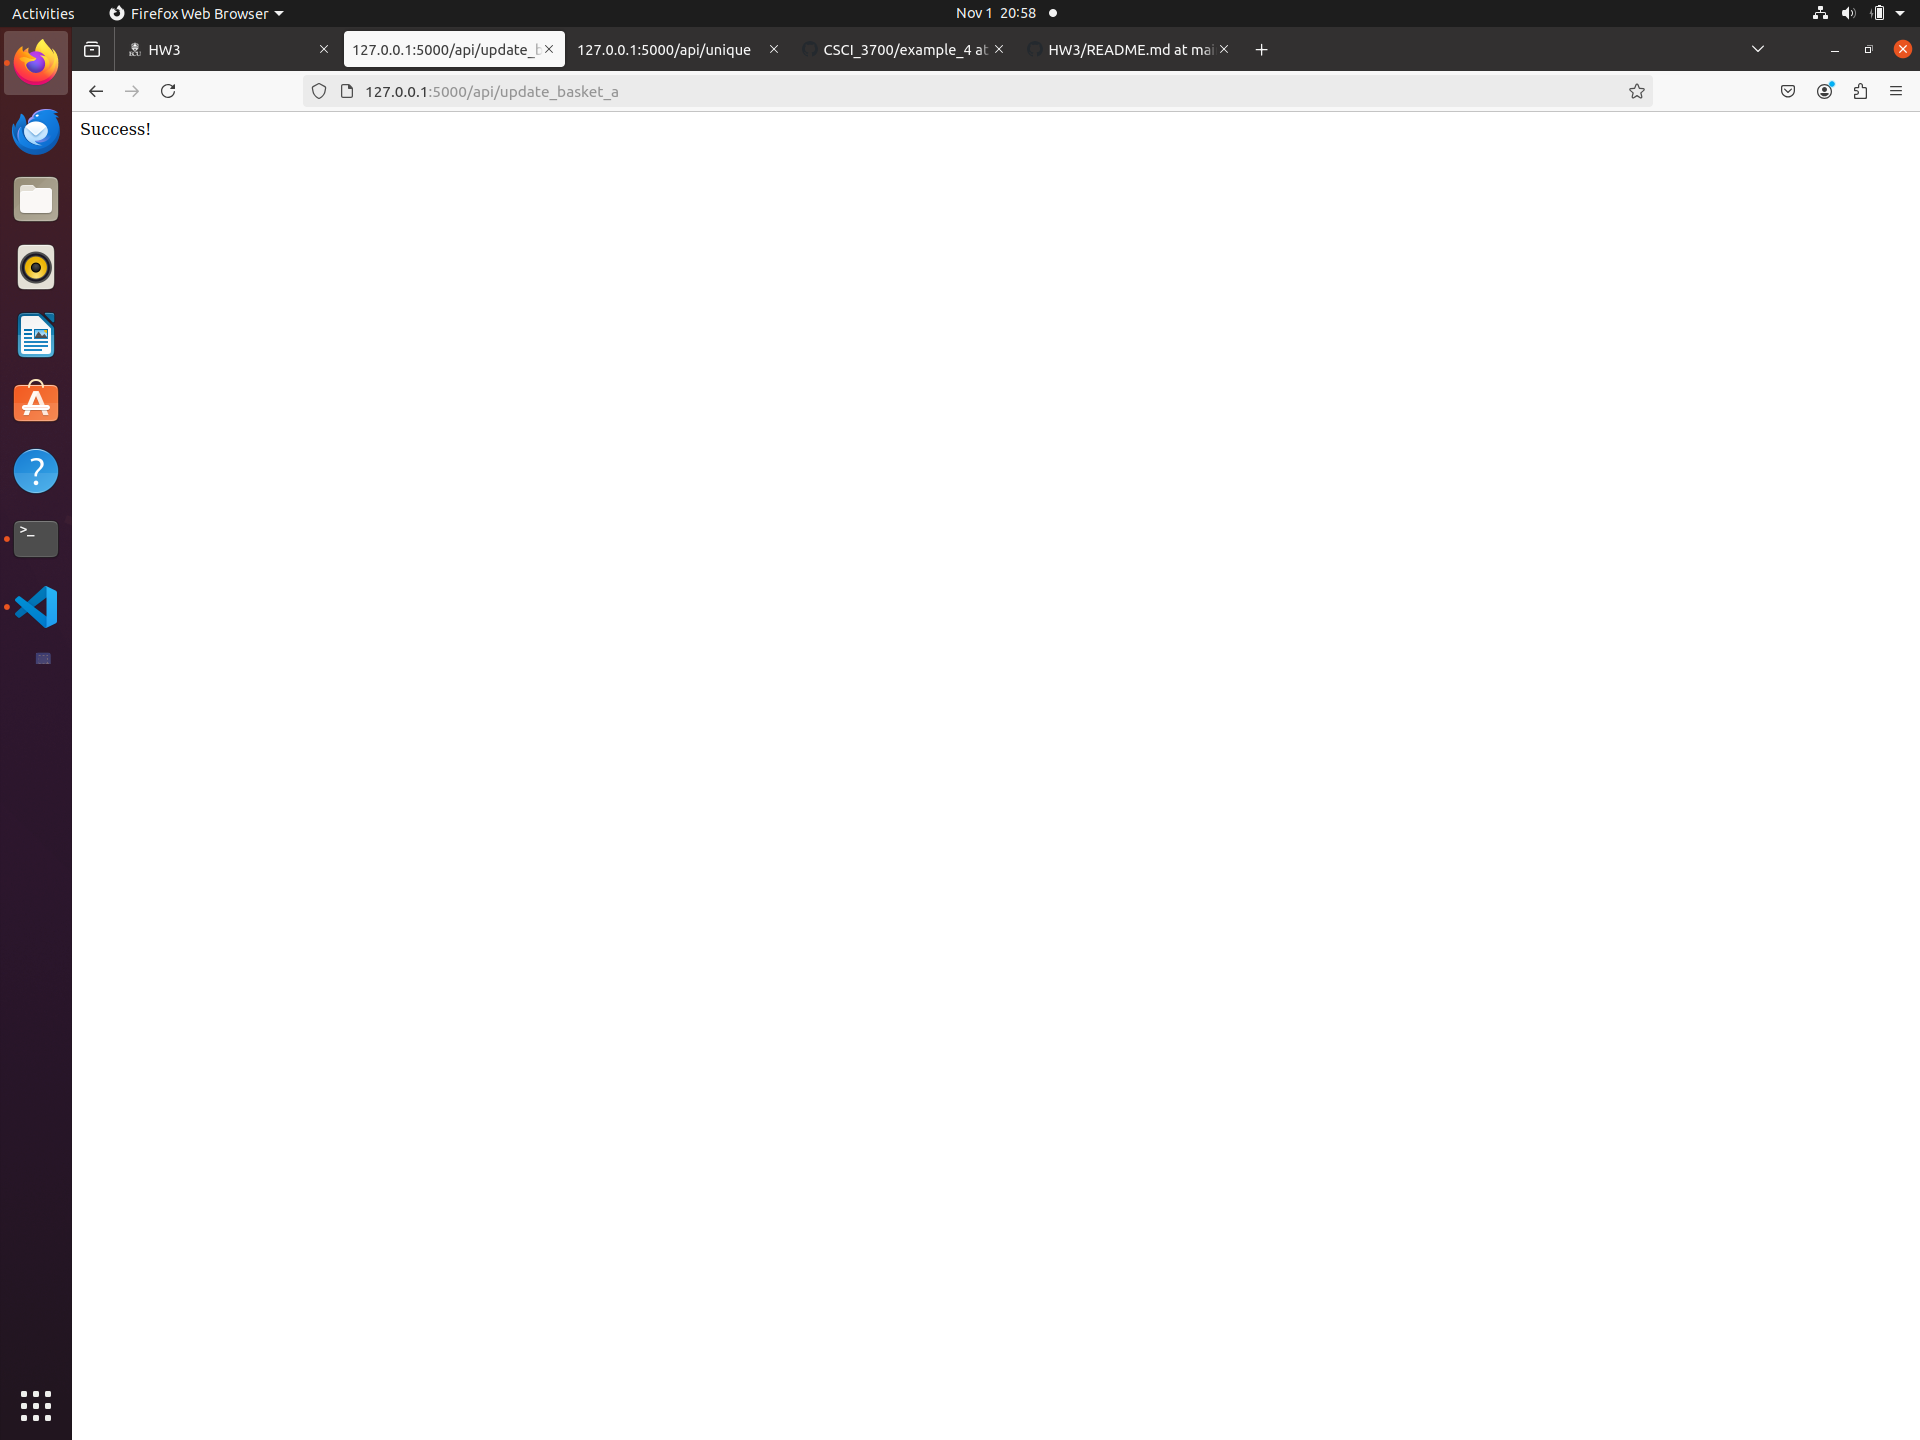 Activities
Firefox Web Browser
Nov 1 20:58
HW3
127.0.0.1:5000/api/update_b
127.0.0.1:5000/api/unique
CSCI_3700/example_4 at
HW3/README.md at mai
127.0.0.1:5000/api/update_basket_a
Success!